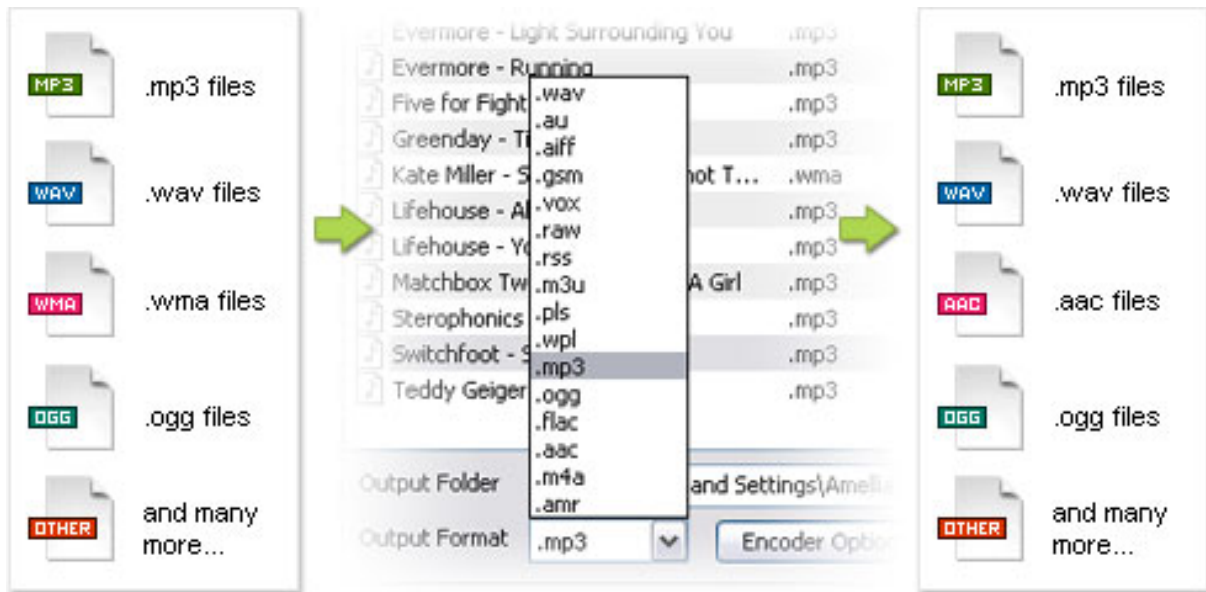 MP3
.mp3 files
WAV
.wav files
WMA
.wma files
OGG
.ogg files
OTHER
and many
more...
Evermore - Light Surrounding You .mp3
Evermore - Running .mp3
Five for Fight
Greenday - Ti .mp3
Kate Miller - S not T... .wma
Lifehouse - Al .mp3
Lifehouse - Yo .mp3
Matchbox Tw A Girl .mp3
Sterophonics .mp3
Switchfoot - S .mp3
Teddy Geiger .mp3
.wav
.au
.aiff
.gsm
.vox
.raw
.rss
.m3u
.pls
.wpl
.mp3
.ogg
.flac
.aac
.m4a
.amr
Output Folder and Settings\Ameli
Output Format .mp3 Encoder Optio
MP3
.mp3 files
WAV
.wav files
AAC
.aac files
OGG
.ogg files
OTHER
and many
more...